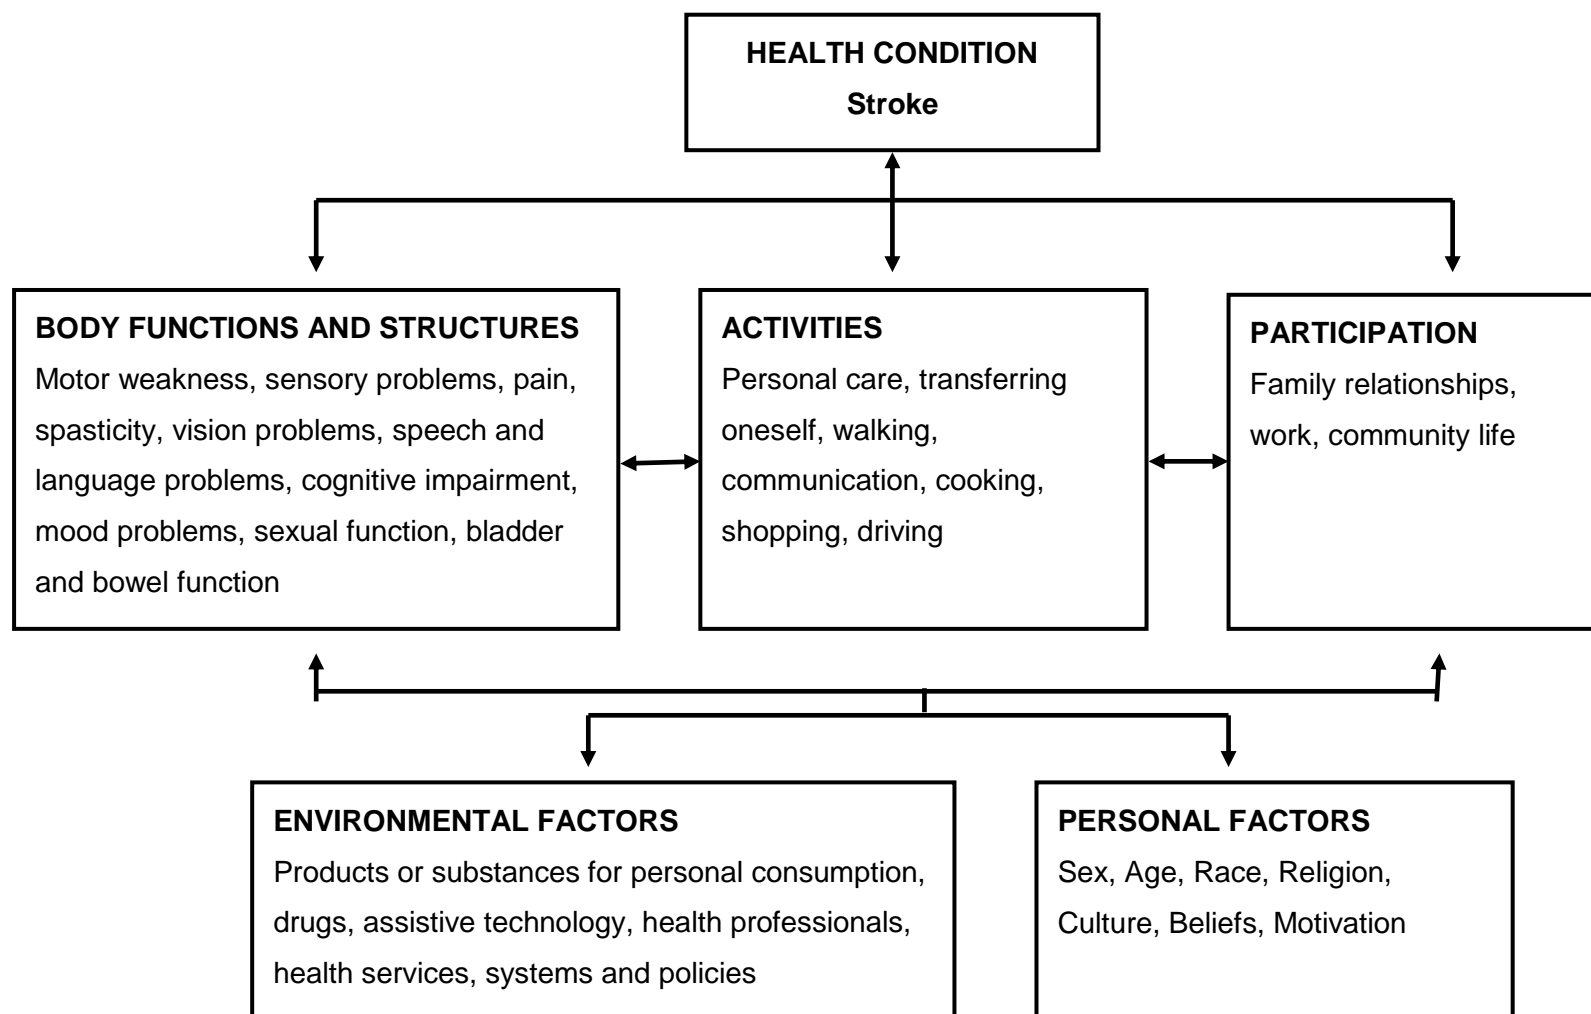 HEALTH CONDITION
Stroke
BODY FUNCTIONS AND STRUCTURES
Motor weakness, sensory problems, pain,
spasticity, vision problems, speech and
language problems, cognitive impairment,
mood problems, sexual function, bladder
and bowel function
ACTIVITIES
Personal care, transferring
oneself, walking,
communication, cooking,
shopping, driving
PARTICIPATION
Family relationships,
work, community life
ENVIRONMENTAL FACTORS
Products or substances for personal consumption,
drugs, assistive technology, health professionals,
health services, systems and policies
PERSONAL FACTORS
Sex, Age, Race, Religion,
Culture, Beliefs, Motivation